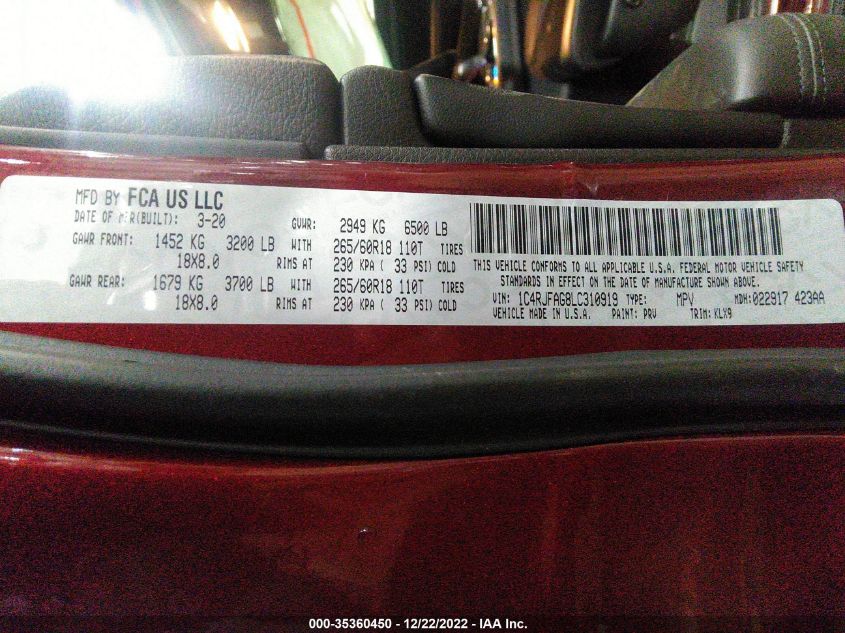 MFD BY FCA US LLC
DATE OF MFR(BUILT): 3-20 GVWR: 2949 KG 6500 LB
GAWR FRONT: 1452 KG 3200 LB WITH 265/60R18 110T TIRES
18X8.0 RIMS AT 230 KPA ( 33 PSI) COLD
GAWR REAR: 1679 KG 3700 LB WITH 265/60R18 110T TIRES
18X8.0 RIMS AT 230 KPA ( 33 PSI) COLD
THIS VEHICLE CONFORMS TO ALL APPLICABLE U.S.A. FEDERAL MOTOR VEHICLE SAFETY
STANDARDS IN EFFECT ON THE DATE OF MANUFACTURE SHOWN ABOVE.
VIN: 1C4RJFAG8LC310919 TYPE: MPV MDH:022917 423AA
VEHICLE MADE IN U.S.A. PAINT: PRV TRIM: KLX9
000-35360450 - 12/22/2022 - IAA Inc.